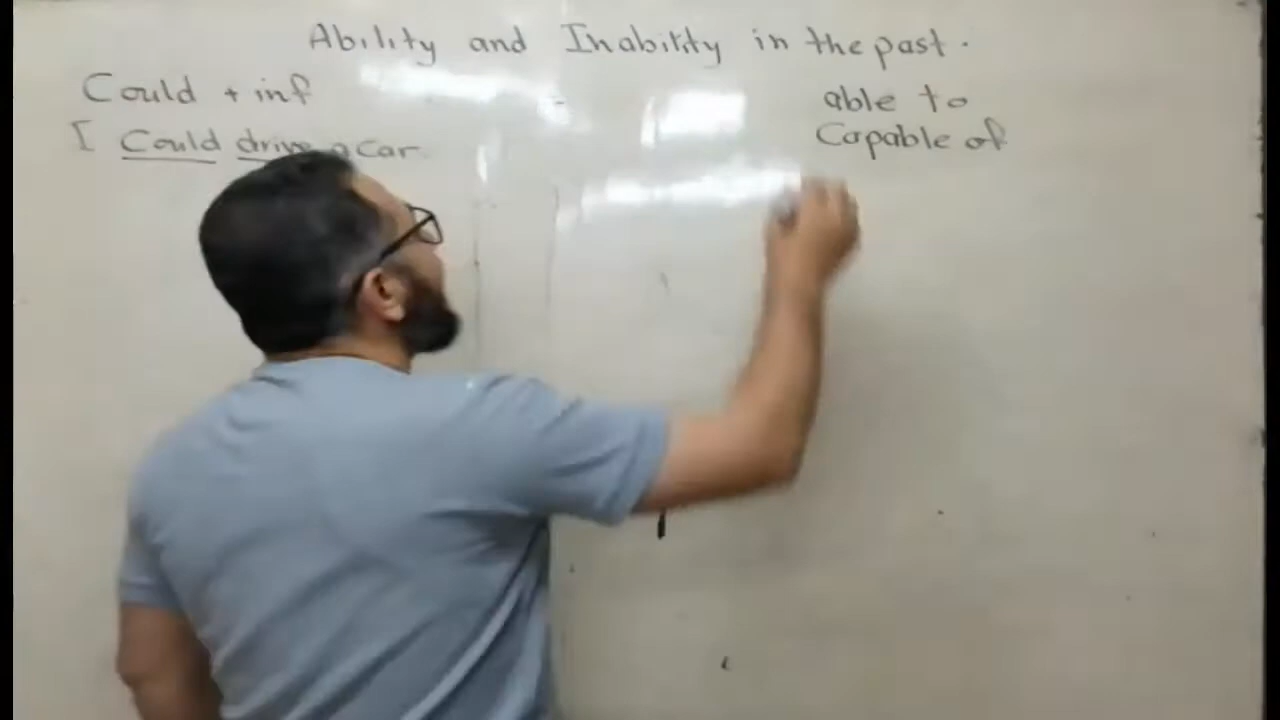 Ability and Inability in the past.
Could + inf
I Could drive a car.
able to
Capable of